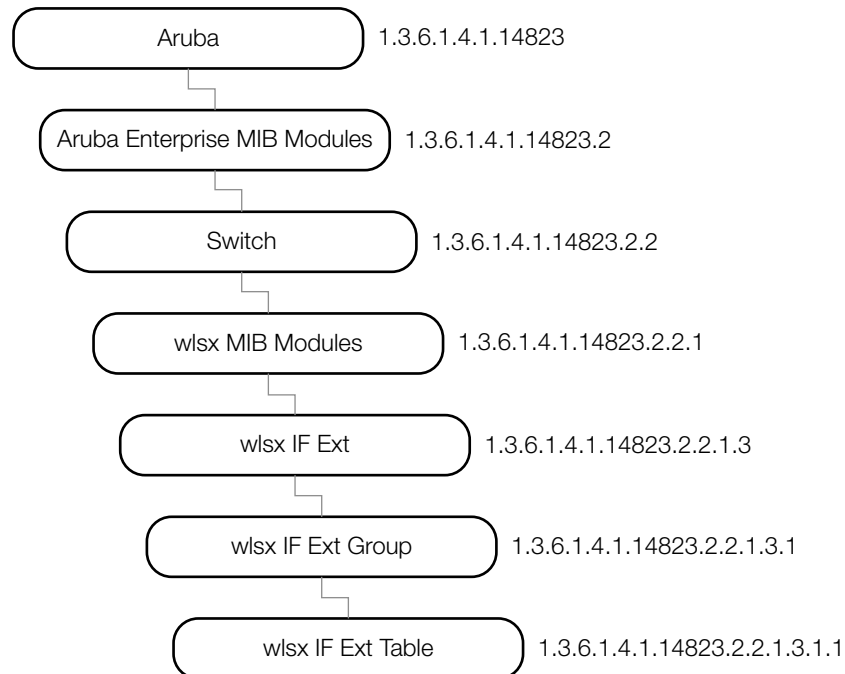 Aruba 1.3.6.1.4.1.14823
Aruba Enterprise MIB Modules 1.3.6.1.4.1.14823.2
Switch 1.3.6.1.4.1.14823.2.2
wlsx MIB Modules 1.3.6.1.4.1.14823.2.2.1
wlsx IF Ext 1.3.6.1.4.1.14823.2.2.1.3
wlsx IF Ext Group 1.3.6.1.4.1.14823.2.2.1.3.1
wlsx IF Ext Table 1.3.6.1.4.1.14823.2.2.1.3.1.1